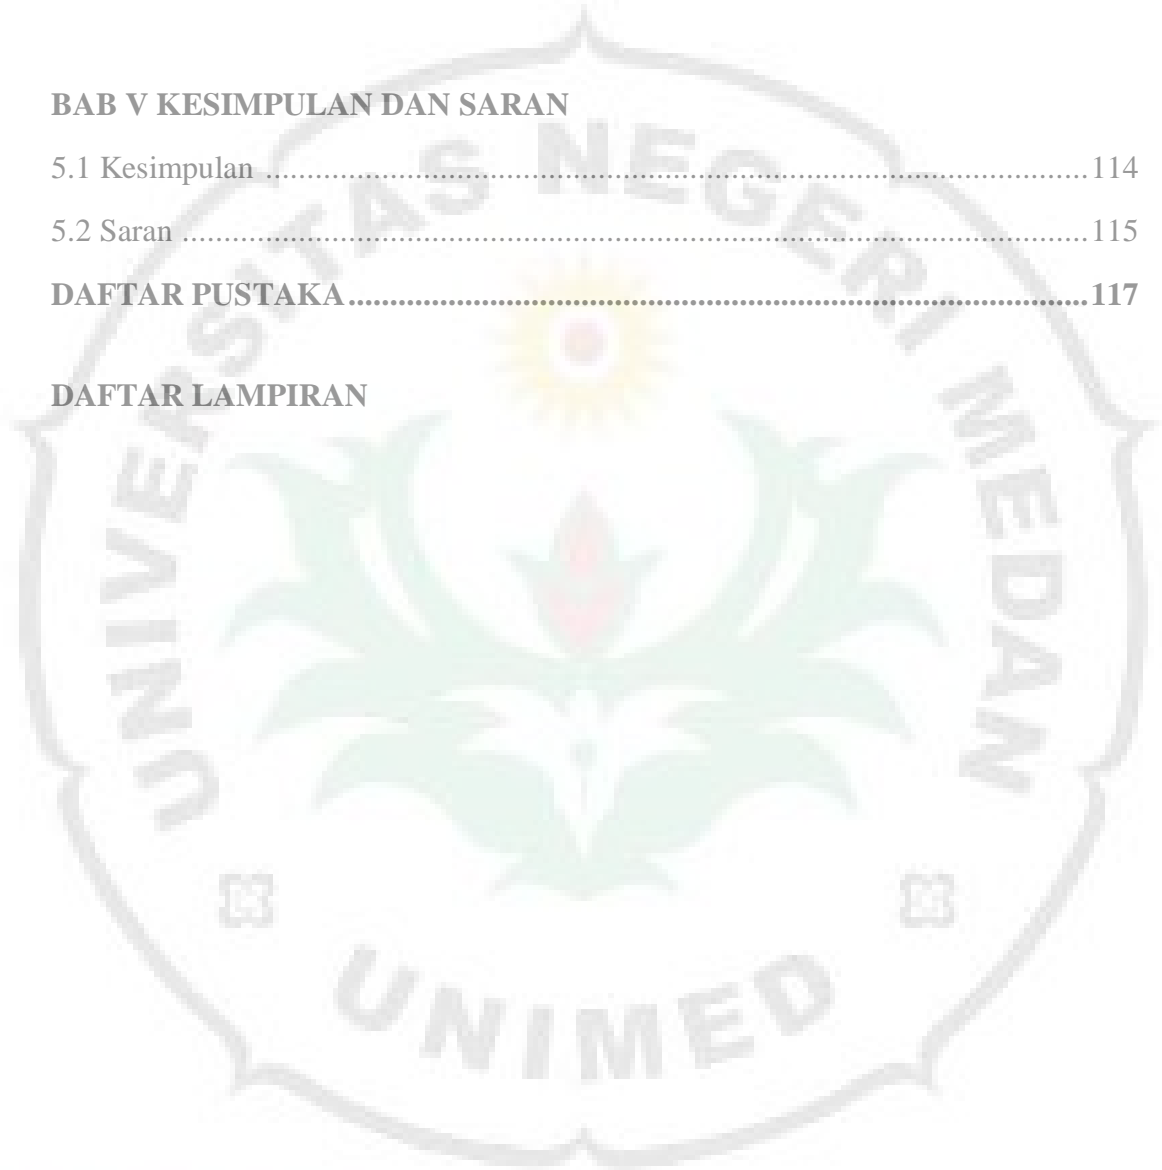 BAB V KESIMPULAN DAN SARAN
5.1 Kesimpulan ........................................................................................................114
5.2 Saran ..................................................................................................................115
DAFTAR PUSTAKA.............................................................................................117
DAFTAR LAMPIRAN
UNIVERSITAS NEGERI MEDAN
UNIMED